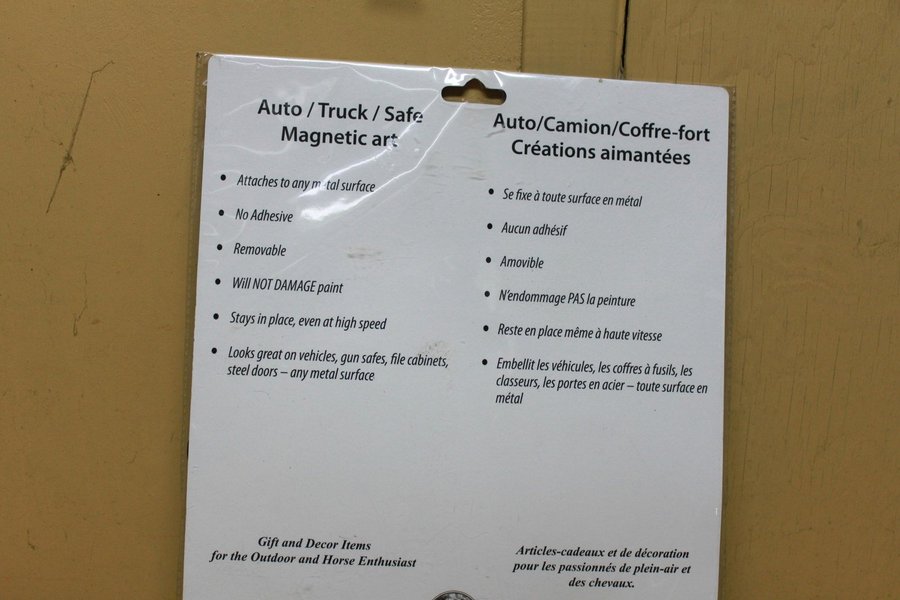 Auto / Truck / Safe
Magnetic art
• Attaches to any metal surface
• No Adhesive
• Removable
• Will NOT DAMAGE paint
• Stays in place, even at high speed
• Looks great on vehicles, gun safes, file cabinets,
steel doors – any metal surface
Gift and Decor Items
for the Outdoor and Horse Enthusiast
Auto/Camion/Coffre-fort
Créations aimantées
• Se fixe à toute surface en métal
• Aucun adhésif
• Amovible
• N'endommage PAS la peinture
• Reste en place même à haute vitesse
• Embellit les véhicules, les coffres à fusils, les
classeurs, les portes en acier – toute surface en
métal
Articles-cadeaux et de décoration
pour les passionnés de plein-air et
des chevaux.